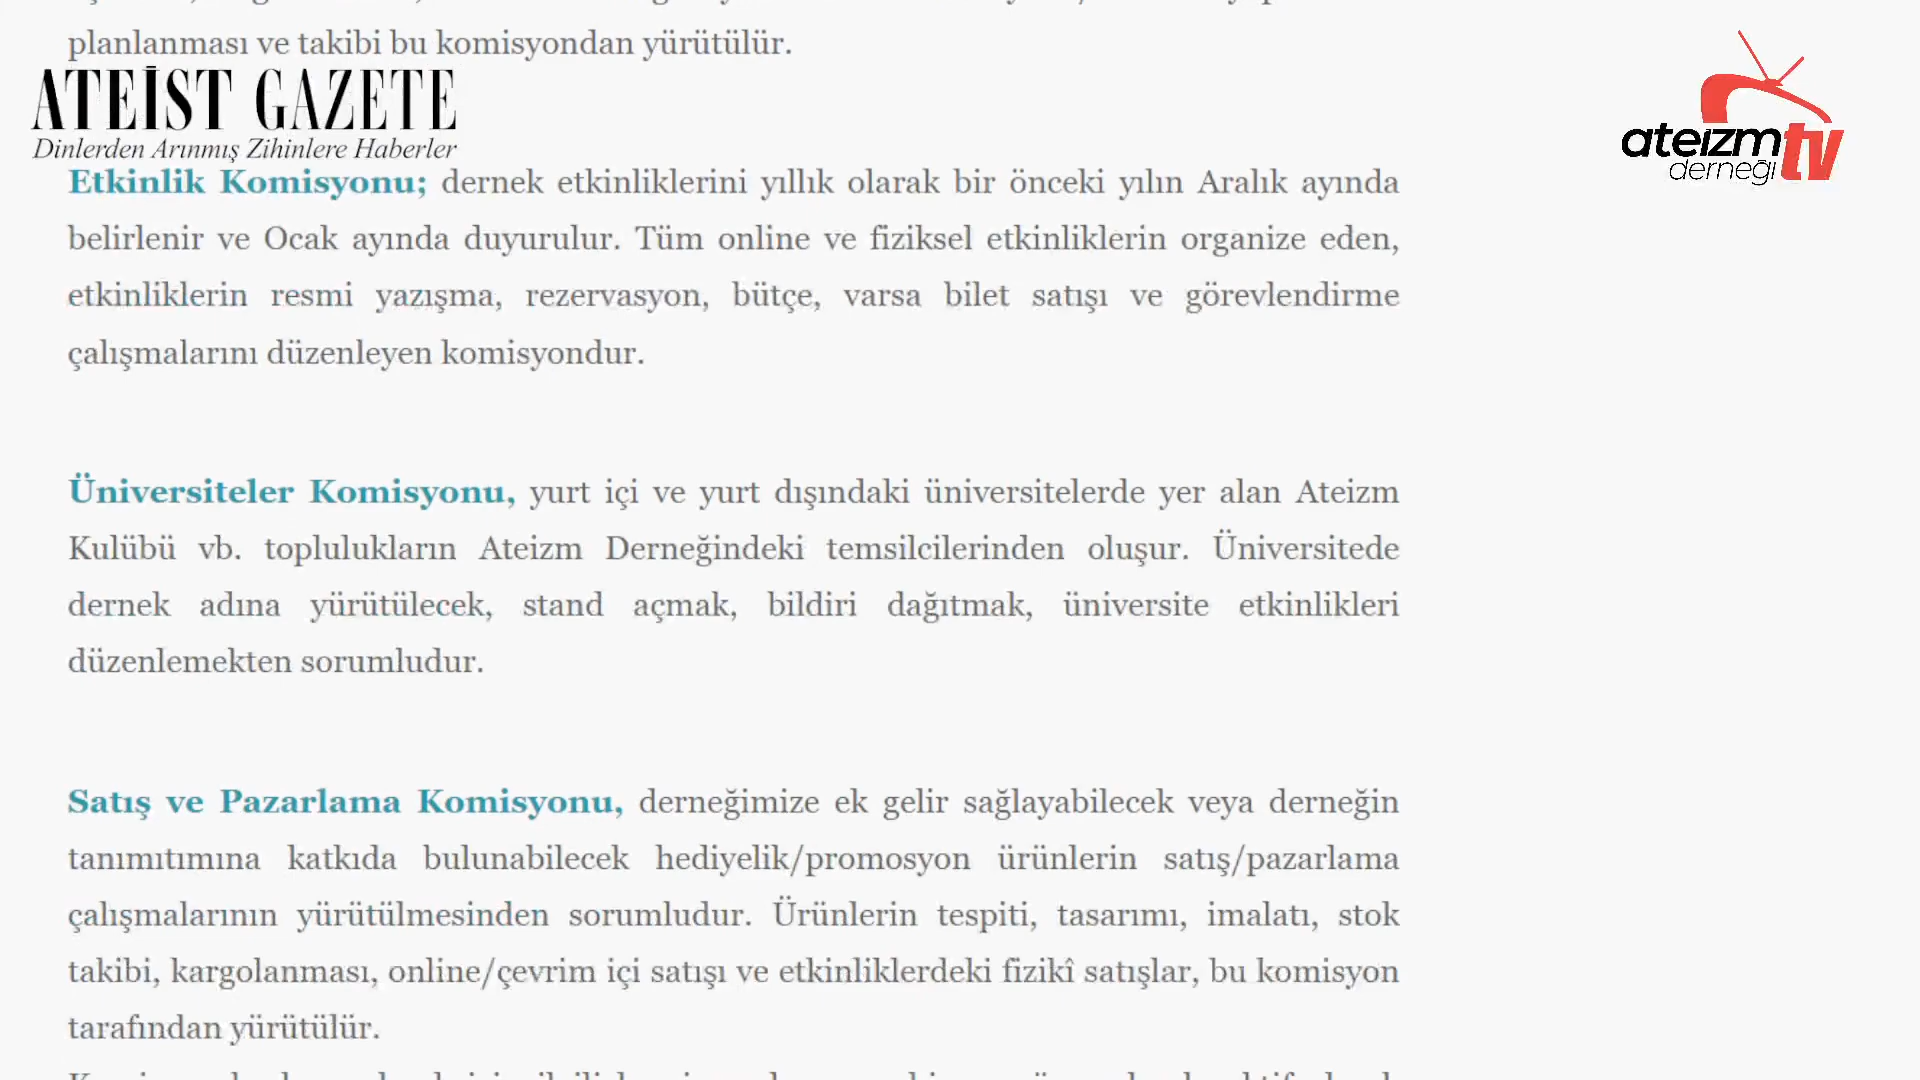 planlanması ve takibi bu komisyondan yürütülür.
ATEİST GAZETE
Dinlerden Arınmış Zihinlere Haberler
ateizm tv
derneği
Etkinlik Komisyonu; dernek etkinliklerini yıllık olarak bir önceki yılın Aralık ayında
belirlenir ve Ocak ayında duyurulur. Tüm online ve fiziksel etkinliklerin organize eden,
etkinliklerin resmi yazışma, rezervasyon, bütçe, varsa bilet satışı ve görevlendirme
çalışmalarını düzenleyen komisyondur.
Üniversiteler Komisyonu, yurt içi ve yurt dışındaki üniversitelerde yer alan Ateizm
Kulübü vb. toplulukların Ateizm Derneğindeki temsilcilerinden oluşur. Üniversitede
dernek adına yürütülecek, stand açmak, bildiri dağıtmak, üniversite etkinlikleri
düzenlemekten sorumludur.
Satış ve Pazarlama Komisyonu, derneğimize ek gelir sağlayabilecek veya derneğin
tanımıtımına katkıda bulunabilecek hediyelik/promosyon ürünlerin satış/pazarlama
çalışmalarının yürütülmesinden sorumludur. Ürünlerin tespiti, tasarımı, imalatı, stok
takibi, kargolanması, online/çevrim içi satışı ve etkinliklerdeki fizikî satışlar, bu komisyon
tarafından yürütülür.